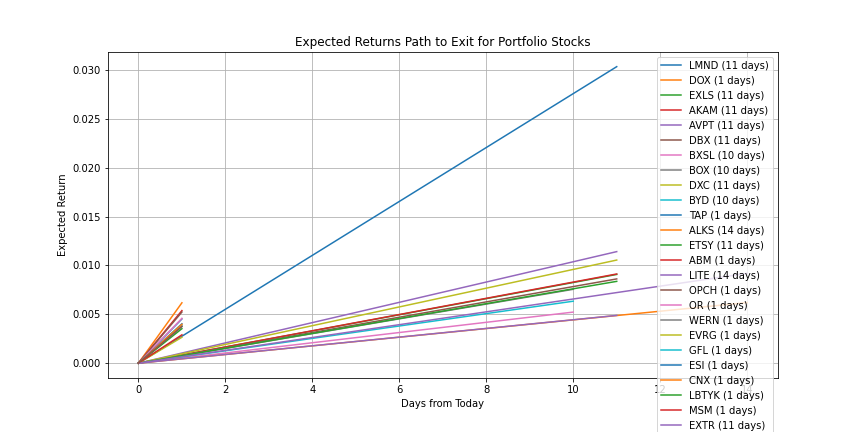 Expected Returns Path to Exit for Portfolio Stocks
0.030
0.025
0.020
0.015
0.010
0.005
0.000
Expected Return
0
2
4
6
8
10
12
14
Days from Today
LMND (11 days)
DOX (1 days)
EXLS (11 days)
AKAM (11 days)
AVPT (11 days)
DBX (11 days)
BXSL (10 days)
BOX (10 days)
DXC (11 days)
BYD (10 days)
TAP (1 days)
ALKS (14 days)
ETSY (11 days)
ABM (1 days)
LITE (14 days)
OPCH (1 days)
OR (1 days)
WERN (1 days)
EVRG (1 days)
GFL (1 days)
ESI (1 days)
CNX (1 days)
LBTYK (1 days)
MSM (1 days)
EXTR (11 days)